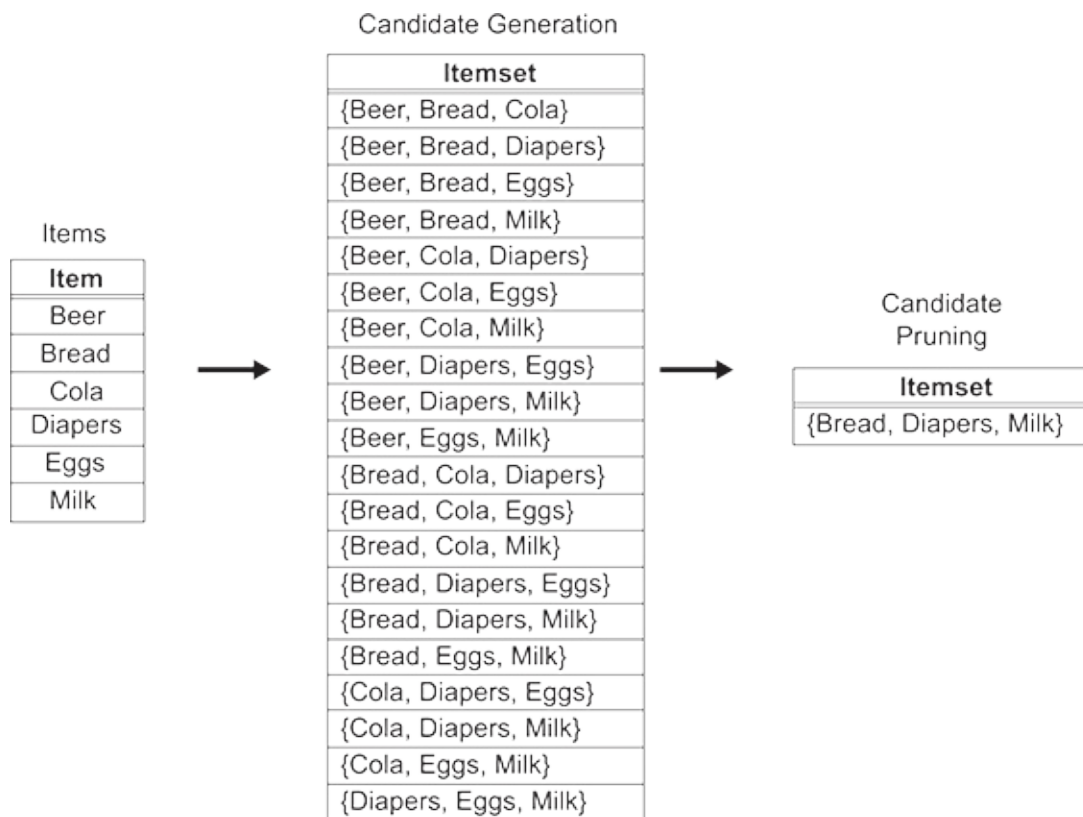 Candidate Generation
Itemset
{Beer, Bread, Cola}
{Beer, Bread, Diapers}
{Beer, Bread, Eggs}
{Beer, Bread, Milk}
{Beer, Cola, Diapers}
{Beer, Cola, Eggs}
{Beer, Cola, Milk}
{Beer, Diapers, Eggs}
{Beer, Diapers, Milk}
{Beer, Eggs, Milk}
{Bread, Cola, Diapers}
{Bread, Cola, Eggs}
{Bread, Cola, Milk}
{Bread, Diapers, Eggs}
{Bread, Diapers, Milk}
{Bread, Eggs, Milk}
{Cola, Diapers, Eggs}
{Cola, Diapers, Milk}
{Cola, Eggs, Milk}
{Diapers, Eggs, Milk}
Items
Item
Beer
Bread
Cola
Diapers
Eggs
Milk
Candidate
Pruning
Itemset
{Bread, Diapers, Milk}